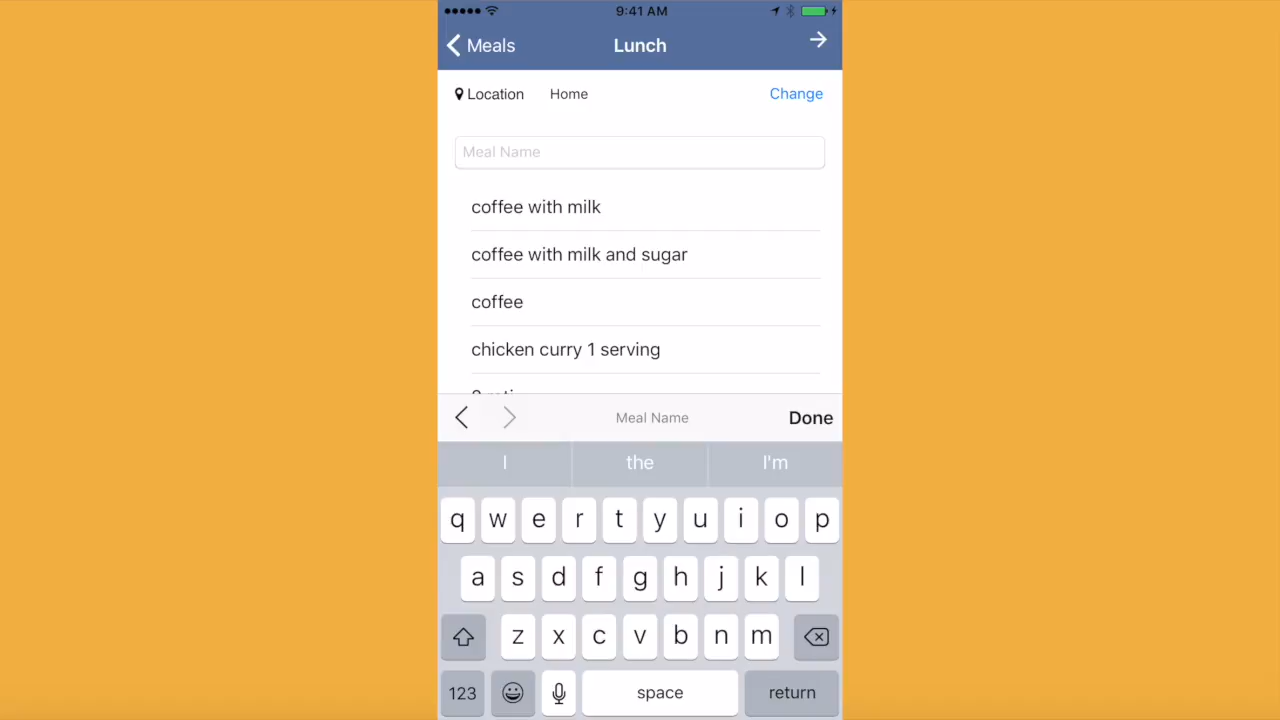 9:41 AM
Meals Lunch
Location Home Change
Meal Name
coffee with milk
coffee with milk and sugar
coffee
chicken curry 1 serving
Meal Name Done
I the I'm
q w e r t y u i o p
a s d f g h j k l
z x c v b n m
123 space return